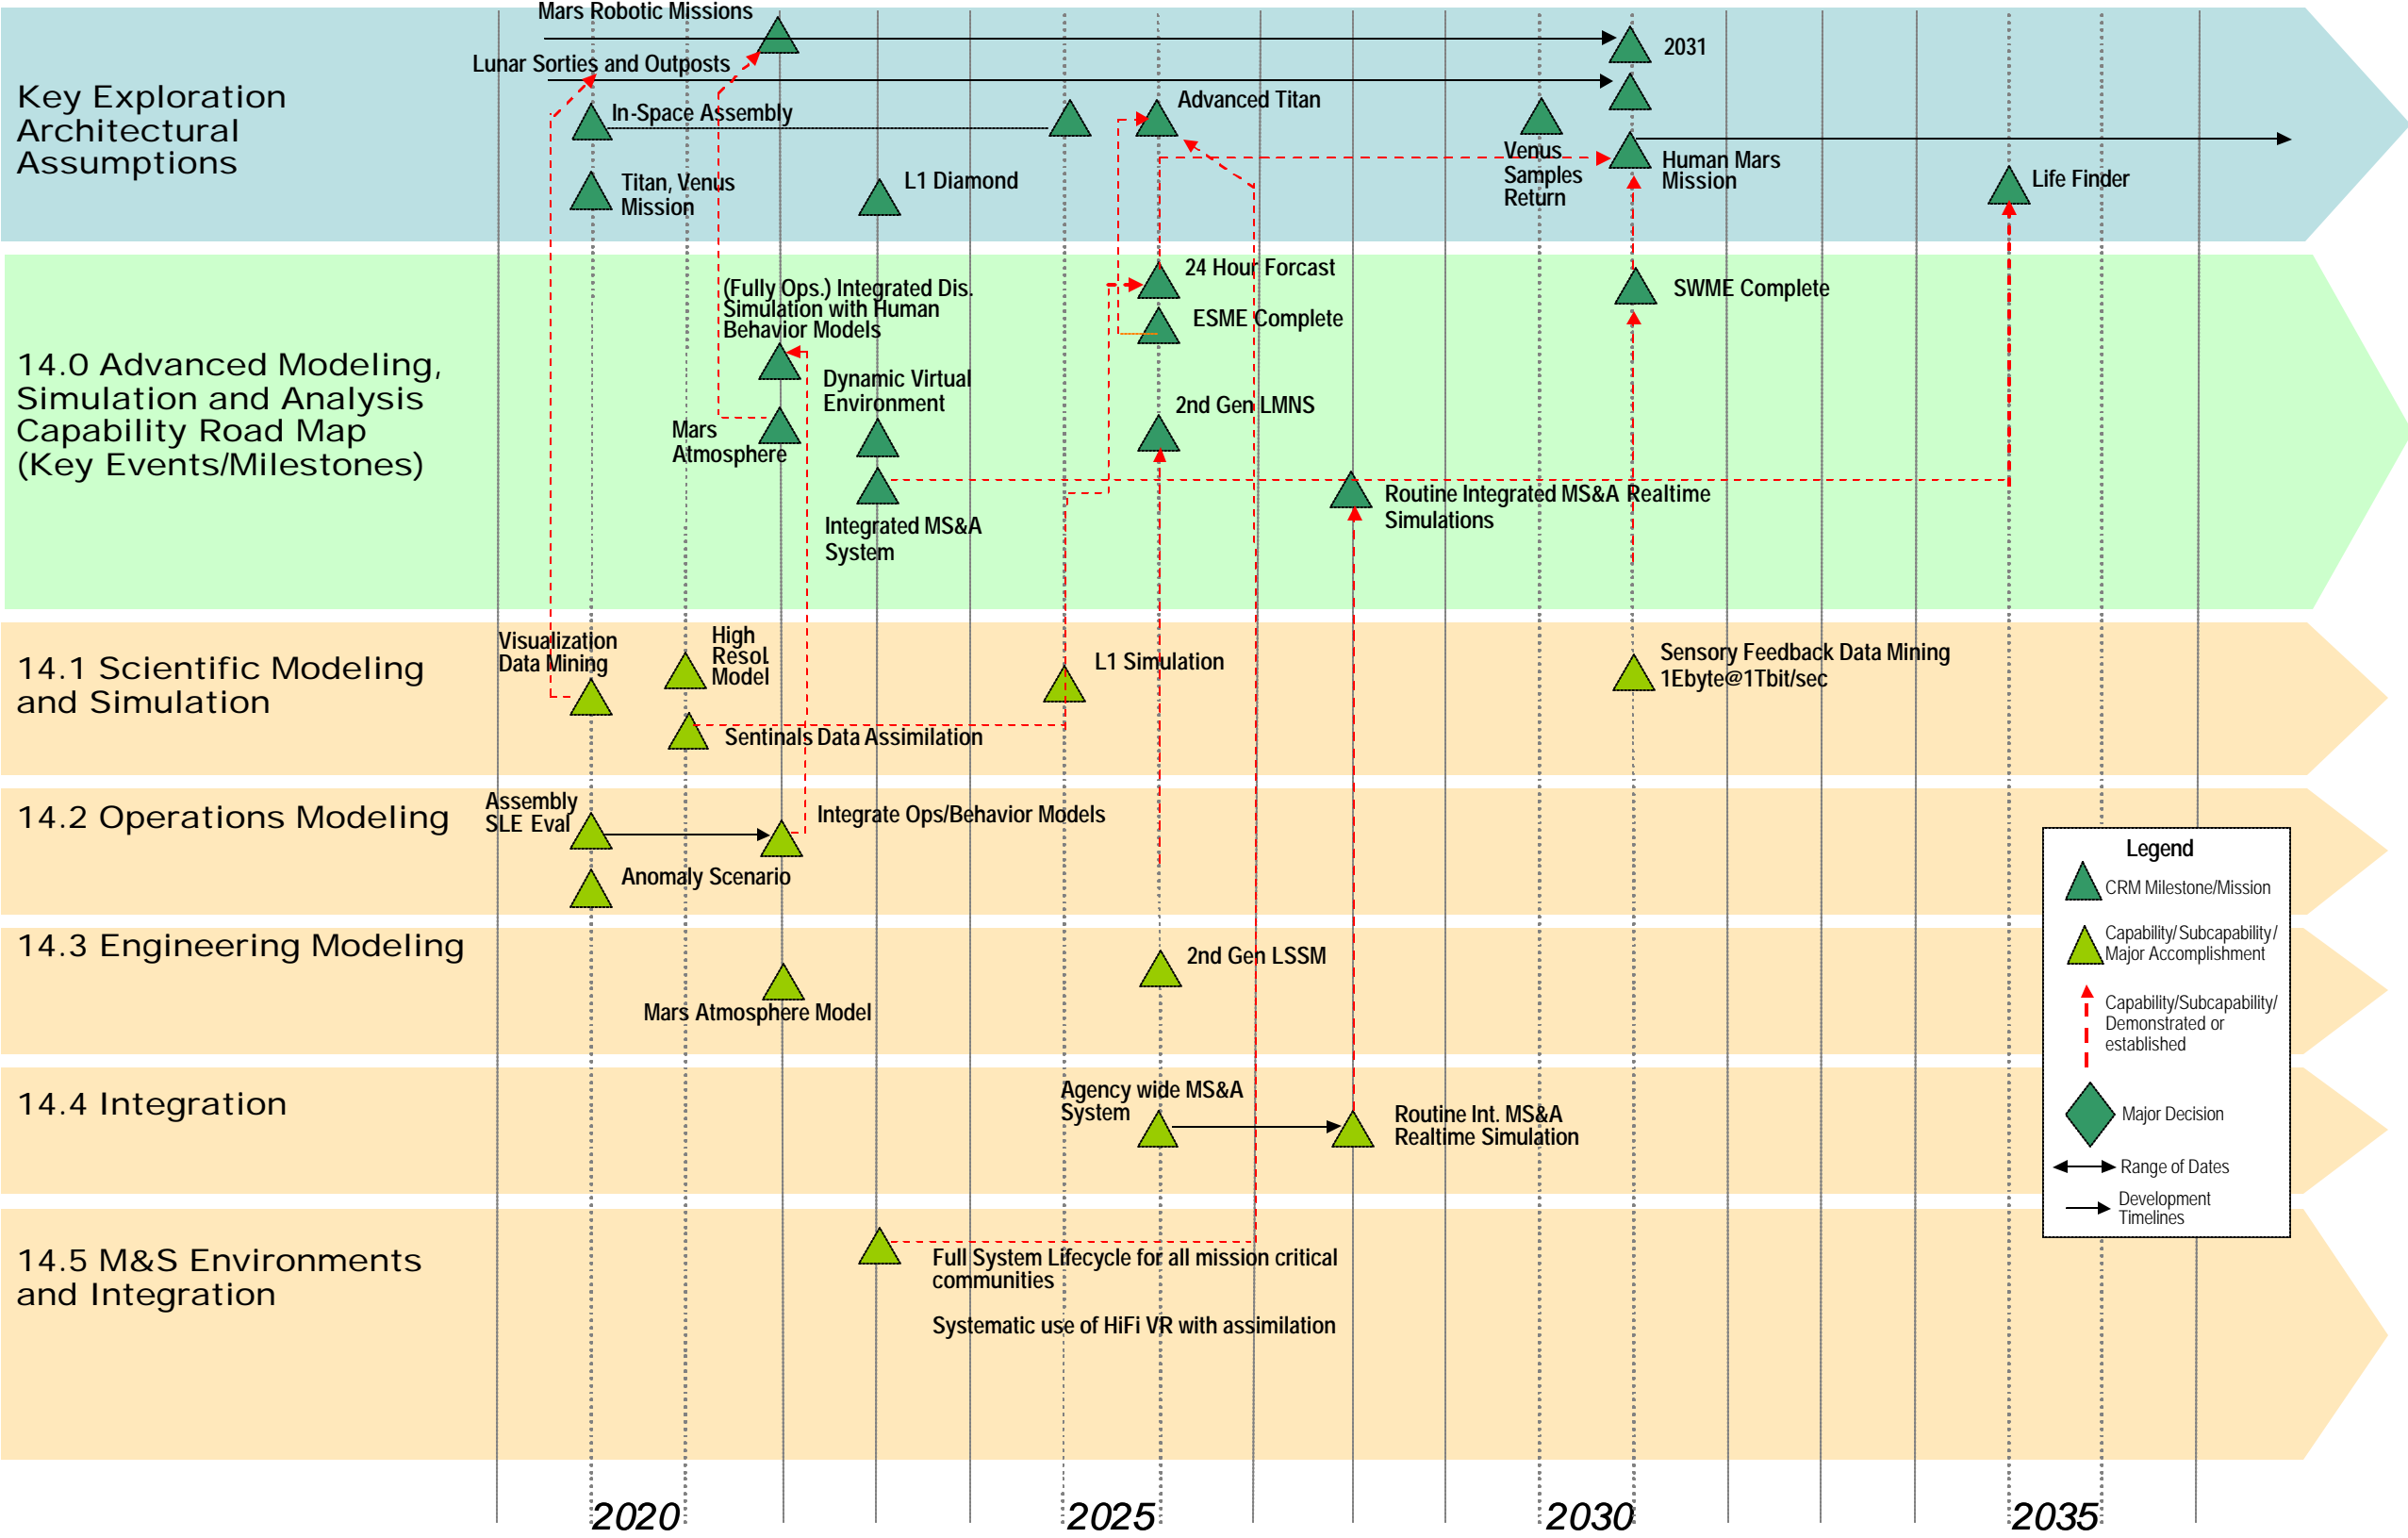 Mars Robotic Missions
2031
Lunar Sorties and Outposts
Key Exploration
Architectural
Assumptions
In-Space Assembly
Advanced Titan
Venus
Samples
Return
Human Mars
Mission
Titan, Venus
Mission
L1 Diamond
Life Finder
14.0 Advanced Modeling,
Simulation and Analysis
Capability Road Map
(Key Events/Milestones)
(Fully Ops.) Integrated Dis.
Simulation with Human
Behavior Models
24 Hour Forcast
ESME Complete
SWME Complete
Dynamic Virtual
Environment
2nd Gen LMNS
Mars
Atmosphere
Integrated MS&A
System
Routine Integrated MS&A Realtime
Simulations
14.1 Scientific Modeling
and Simulation
Visualization
Data Mining
High
Resol.
Model
L1 Simulation
Sensory Feedback Data Mining
1Ebyte@1Tbit/sec
Sentinals Data Assimilation
14.2 Operations Modeling
Assembly
SLE Eval
Integrate Ops/Behavior Models
Anomaly Scenario
14.3 Engineering Modeling
2nd Gen LSSM
Mars Atmosphere Model
14.4 Integration
Agency wide MS&A
System
Routine Int. MS&A
Realtime Simulation
14.5 M&S Environments
and Integration
Full System Lifecycle for all mission critical
communities
Systematic use of HiFi VR with assimilation
Legend
CRM Milestone/Mission
Capability/Subcapability/
Major Accomplishment
Capability/Subcapability/
Demonstrated or
established
Major Decision
Range of Dates
Development
Timelines
2020
2025
2030
2035